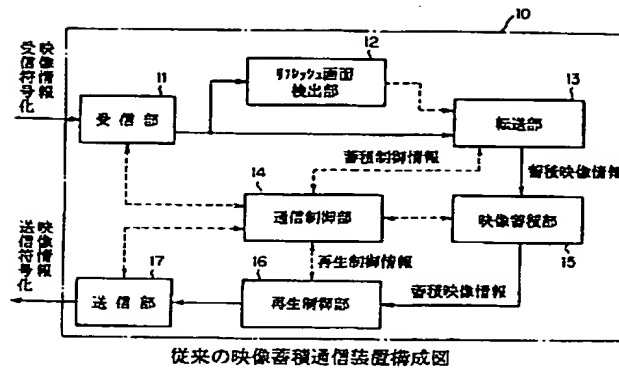 10
受信符号化
映像情報
11
受信部
12
リフレッシュ画面
検出部
13
転送部
蓄積制御情報
蓄積映像情報
14
通信制御部
映像蓄積部
15
再生制御情報
送信符号化
映像情報
17
送信部
16
再生制御部
蓄積映像情報
従来の映像蓄積通信装置構成図